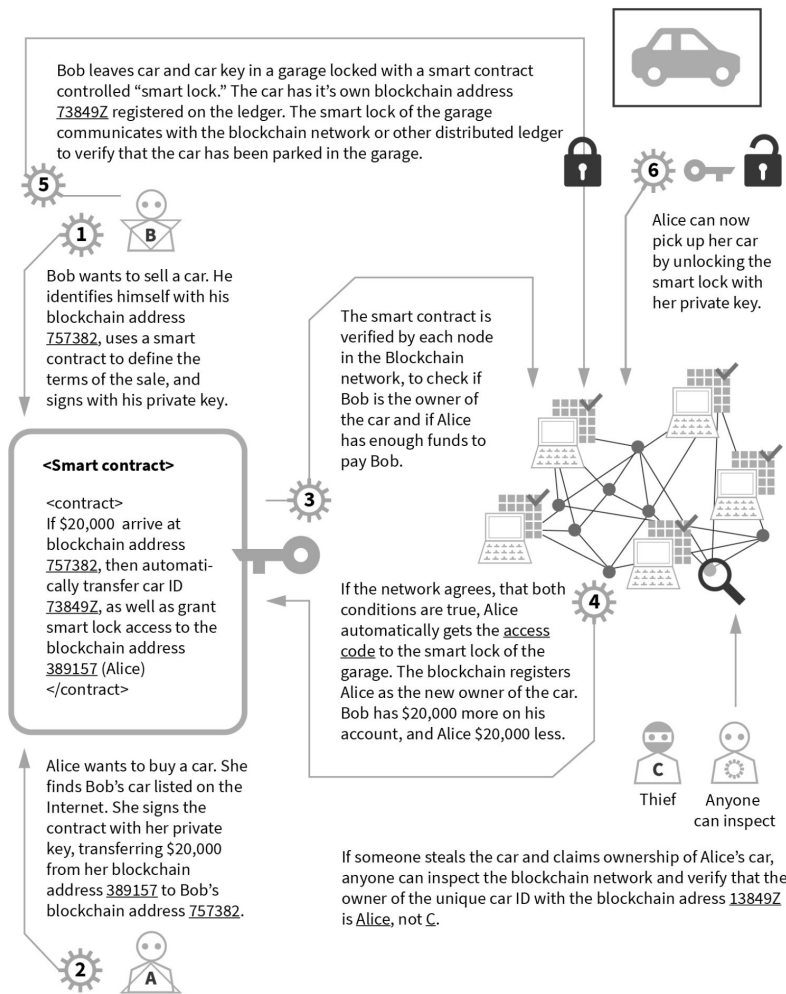 Bob leaves car and car key in a garage locked with a smart contract
controlled “smart lock.” The car has it’s own blockchain address
73849Z registered on the ledger. The smart lock of the garage
communicates with the blockchain network or other distributed ledger
to verify that the car has been parked in the garage.
5
1
B
Bob wants to sell a car. He
identifies himself with his
blockchain address
757382, uses a smart
contract to define the
terms of the sale, and
signs with his private key.
6
Alice can now
pick up her car
by unlocking the
smart lock with
her private key.
The smart contract is
verified by each node
in the Blockchain
network, to check if
Bob is the owner of
the car and if Alice
has enough funds to
pay Bob.
3
<Smart contract>
<contract>
If $20,000 arrive at
blockchain address
757382, then automati-
cally transfer car ID
73849Z, as well as grant
smart lock access to the
blockchain address
389157 (Alice)
</contract>
If the network agrees, that both
conditions are true, Alice
automatically gets the access
code to the smart lock of the
garage. The blockchain registers
Alice as the new owner of the car.
Bob has $20,000 more on his
account, and Alice $20,000 less.
4
Alice wants to buy a car. She
finds Bob’s car listed on the
Internet. She signs the
contract with her private
key, transferring $20,000
from her blockchain
address 389157 to Bob’s
blockchain address 757382.
2
A
C
Thief
Anyone
can inspect
If someone steals the car and claims ownership of Alice’s car,
anyone can inspect the blockchain network and verify that the
owner of the unique car ID with the blockchain adress 13849Z
is Alice, not C.